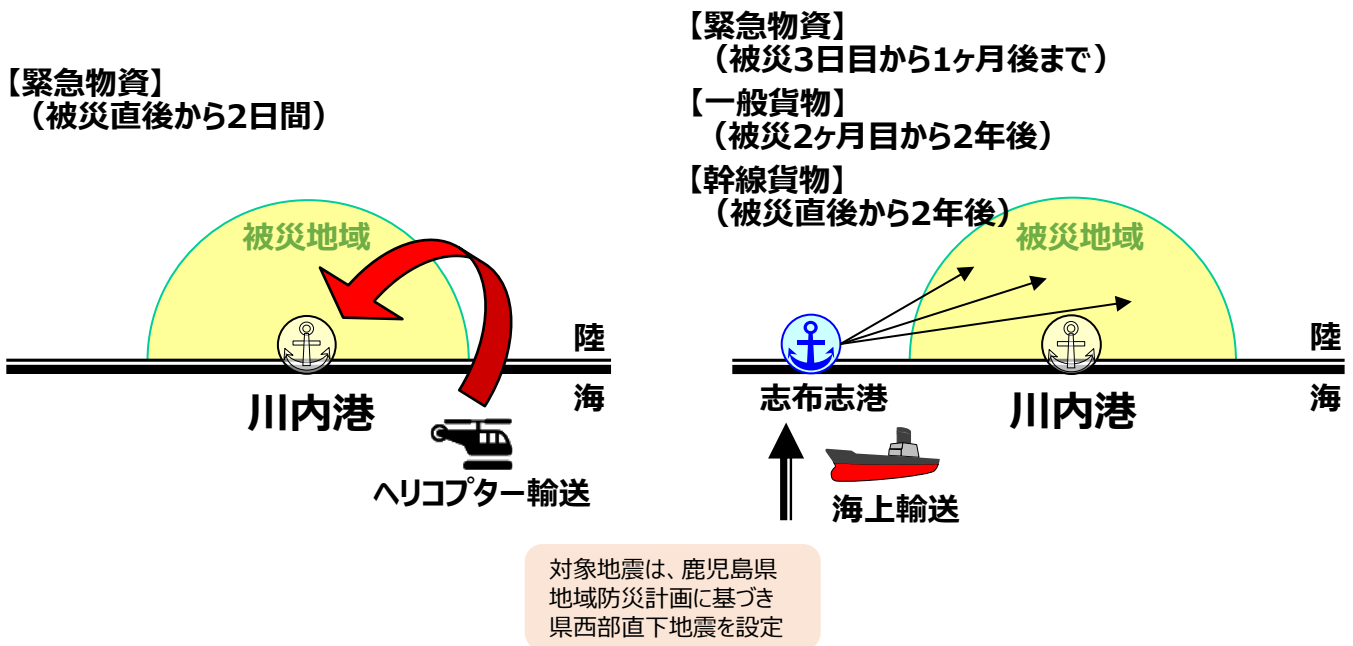 【緊急物資】
（被災直後から2日間）
被災地域
陸
海
川内港
ヘリコプター輸送
【緊急物資】
（被災3日目から1ヶ月後まで）
【一般貨物】
（被災2ヶ月目から2年後）
【幹線貨物】
（被災直後から2年後）
被災地域
陸
海
志布志港
川内港
海上輸送
対象地震は、鹿児島県
地域防災計画に基づき
県西部直下地震を設定